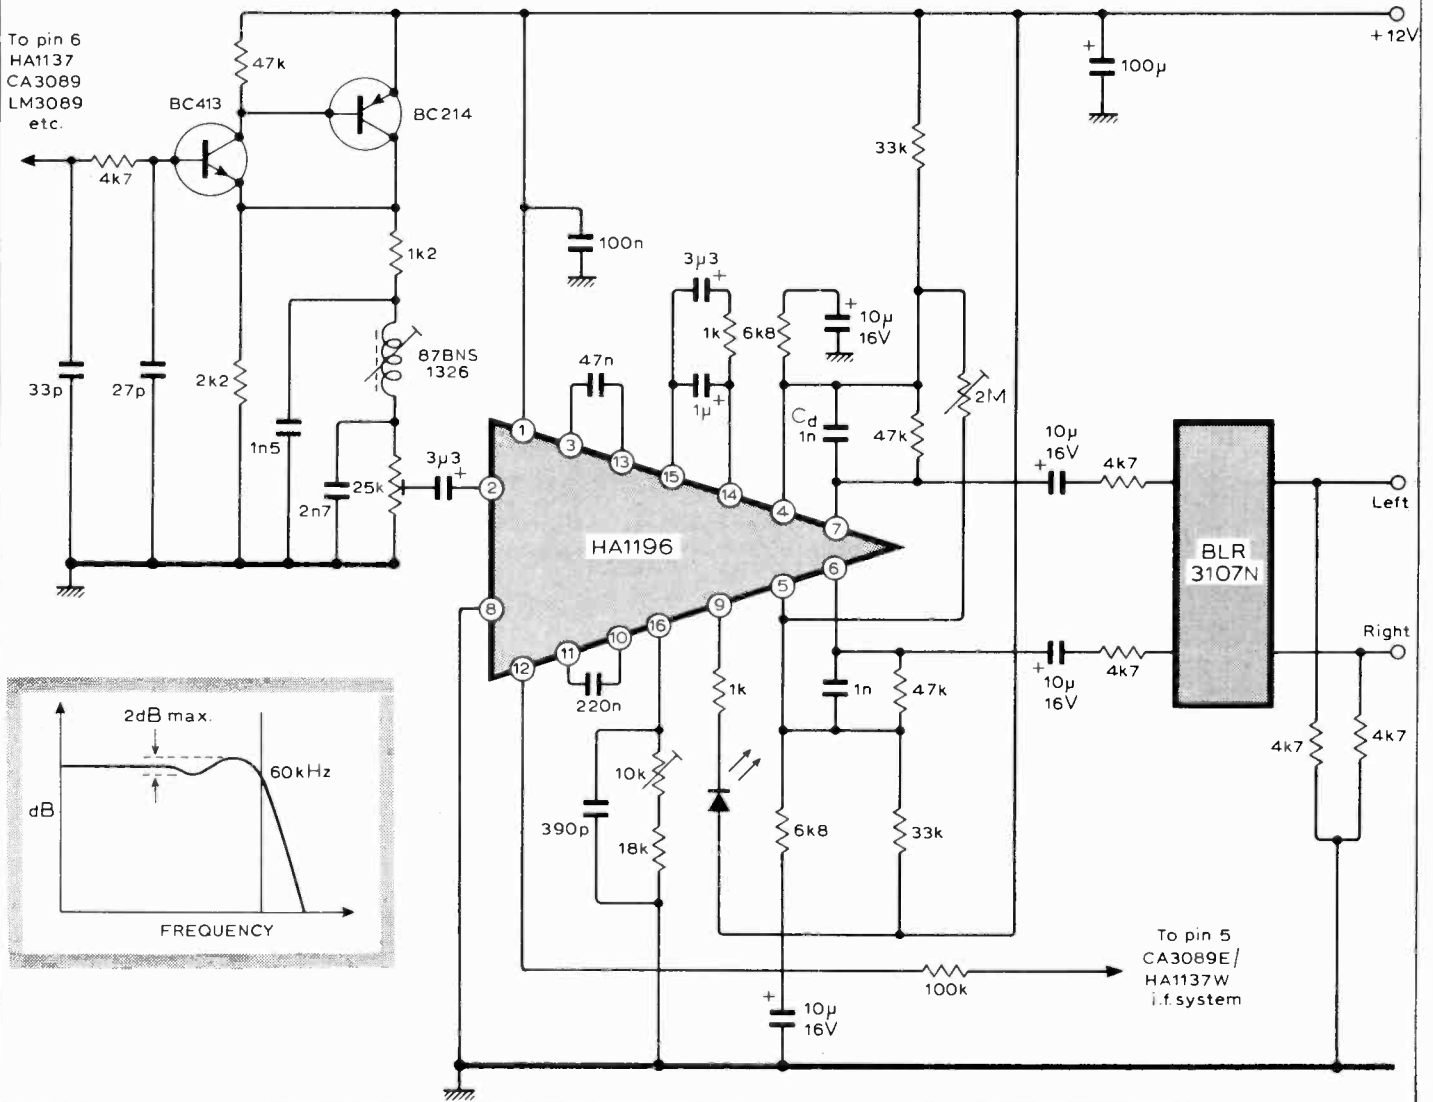 To pin 6
HA1137
CA3089
LM3089
etc.
47k
BC413
BC214
4k7
+12V
+
100µ
33k
100n
1k2
3µ3
+
1k
6k8
+
10µ
16V
87BNS
1326
47n
1µ
+
2M
33p
27p
2k2
1n5
Cd
1n
47k
10µ
16V
+
4k7
3µ3
+
25k
2n7
1
3
13
15
14
4
7
2
HA1196
6
5
9
8
16
10
11
12
BLR
3107N
Left
Right
220n
1k
1n
47k
+
10µ
16V
4k7
2dB max.
60kHz
dB
FREQUENCY
10k
390p
18k
6k8
33k
4k7
4k7
To pin 5
CA3089E/
HA1137W
i.f. system
100k
+
10µ
16V